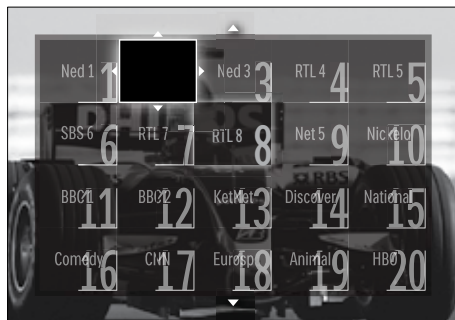 Ned 1 1 Ned 3 3 RTL 4 4 RTL 5 5
SBS 6 6 RTL 7 7 RTL 8 8 Net 5 9 Nickelo 10
BBC1 11 BBC2 12 KetNet 13 Discover 14 National 15
Comedy 16 CNN 17 Eurosp 18 Animal 19 HBO 20
PHILIPS
RBS